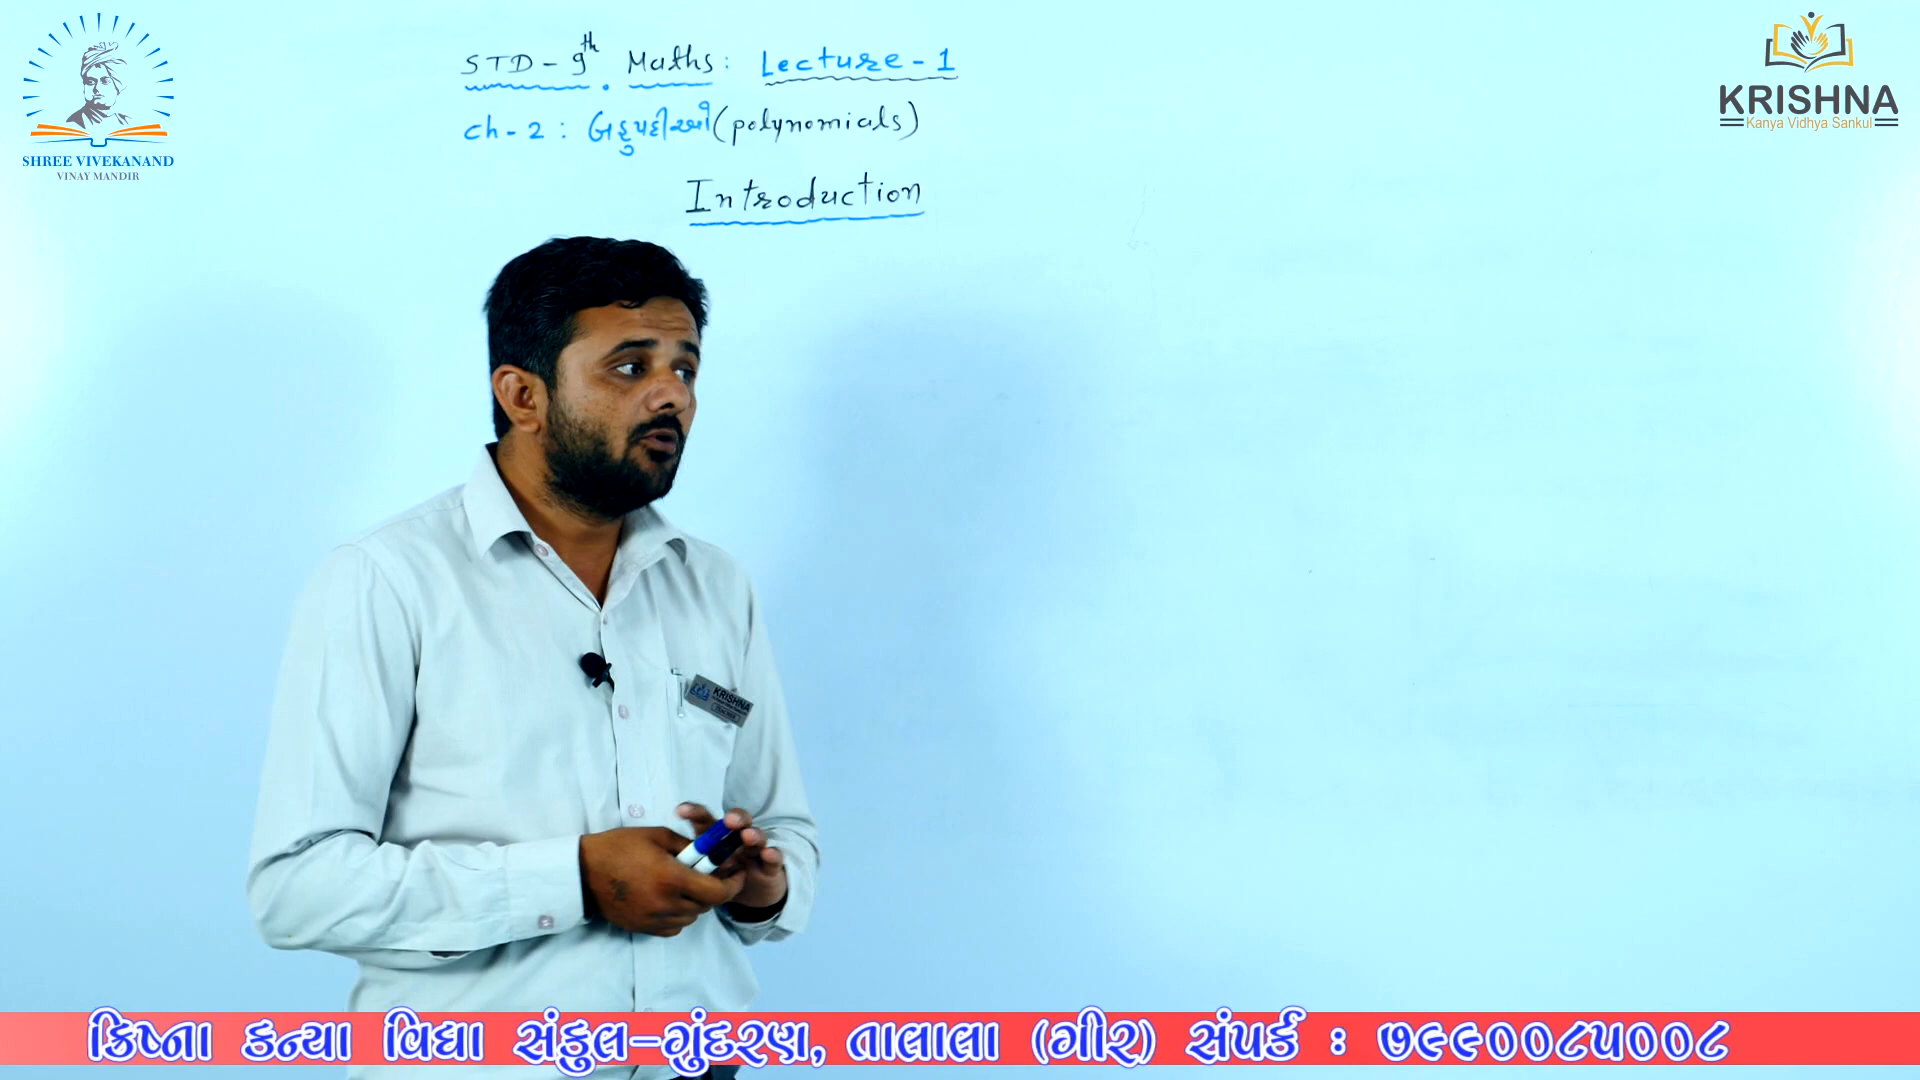 SHREE VIVEKANAND
VINAY MANDIR
STD - 9th Maths : Lecture - 1
Ch - 2 : બહુપદીઓ (polynomials)
Introduction
KRISHNA
Kanya Vidhya Sankul
KRISHNA
ક્રિષ્ના કન્યા વિદ્યા સંકુલ-ગુંદરણ, તાલાલા (ગીર) સંપર્ક : ૭૯૯૦૦૮૫૦૦૮